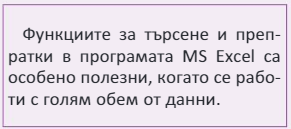 Функциите за търсене и преп-
ратки в програмата MS Excel са
особено полезни, когато се рабо-
ти с голям обем от данни.